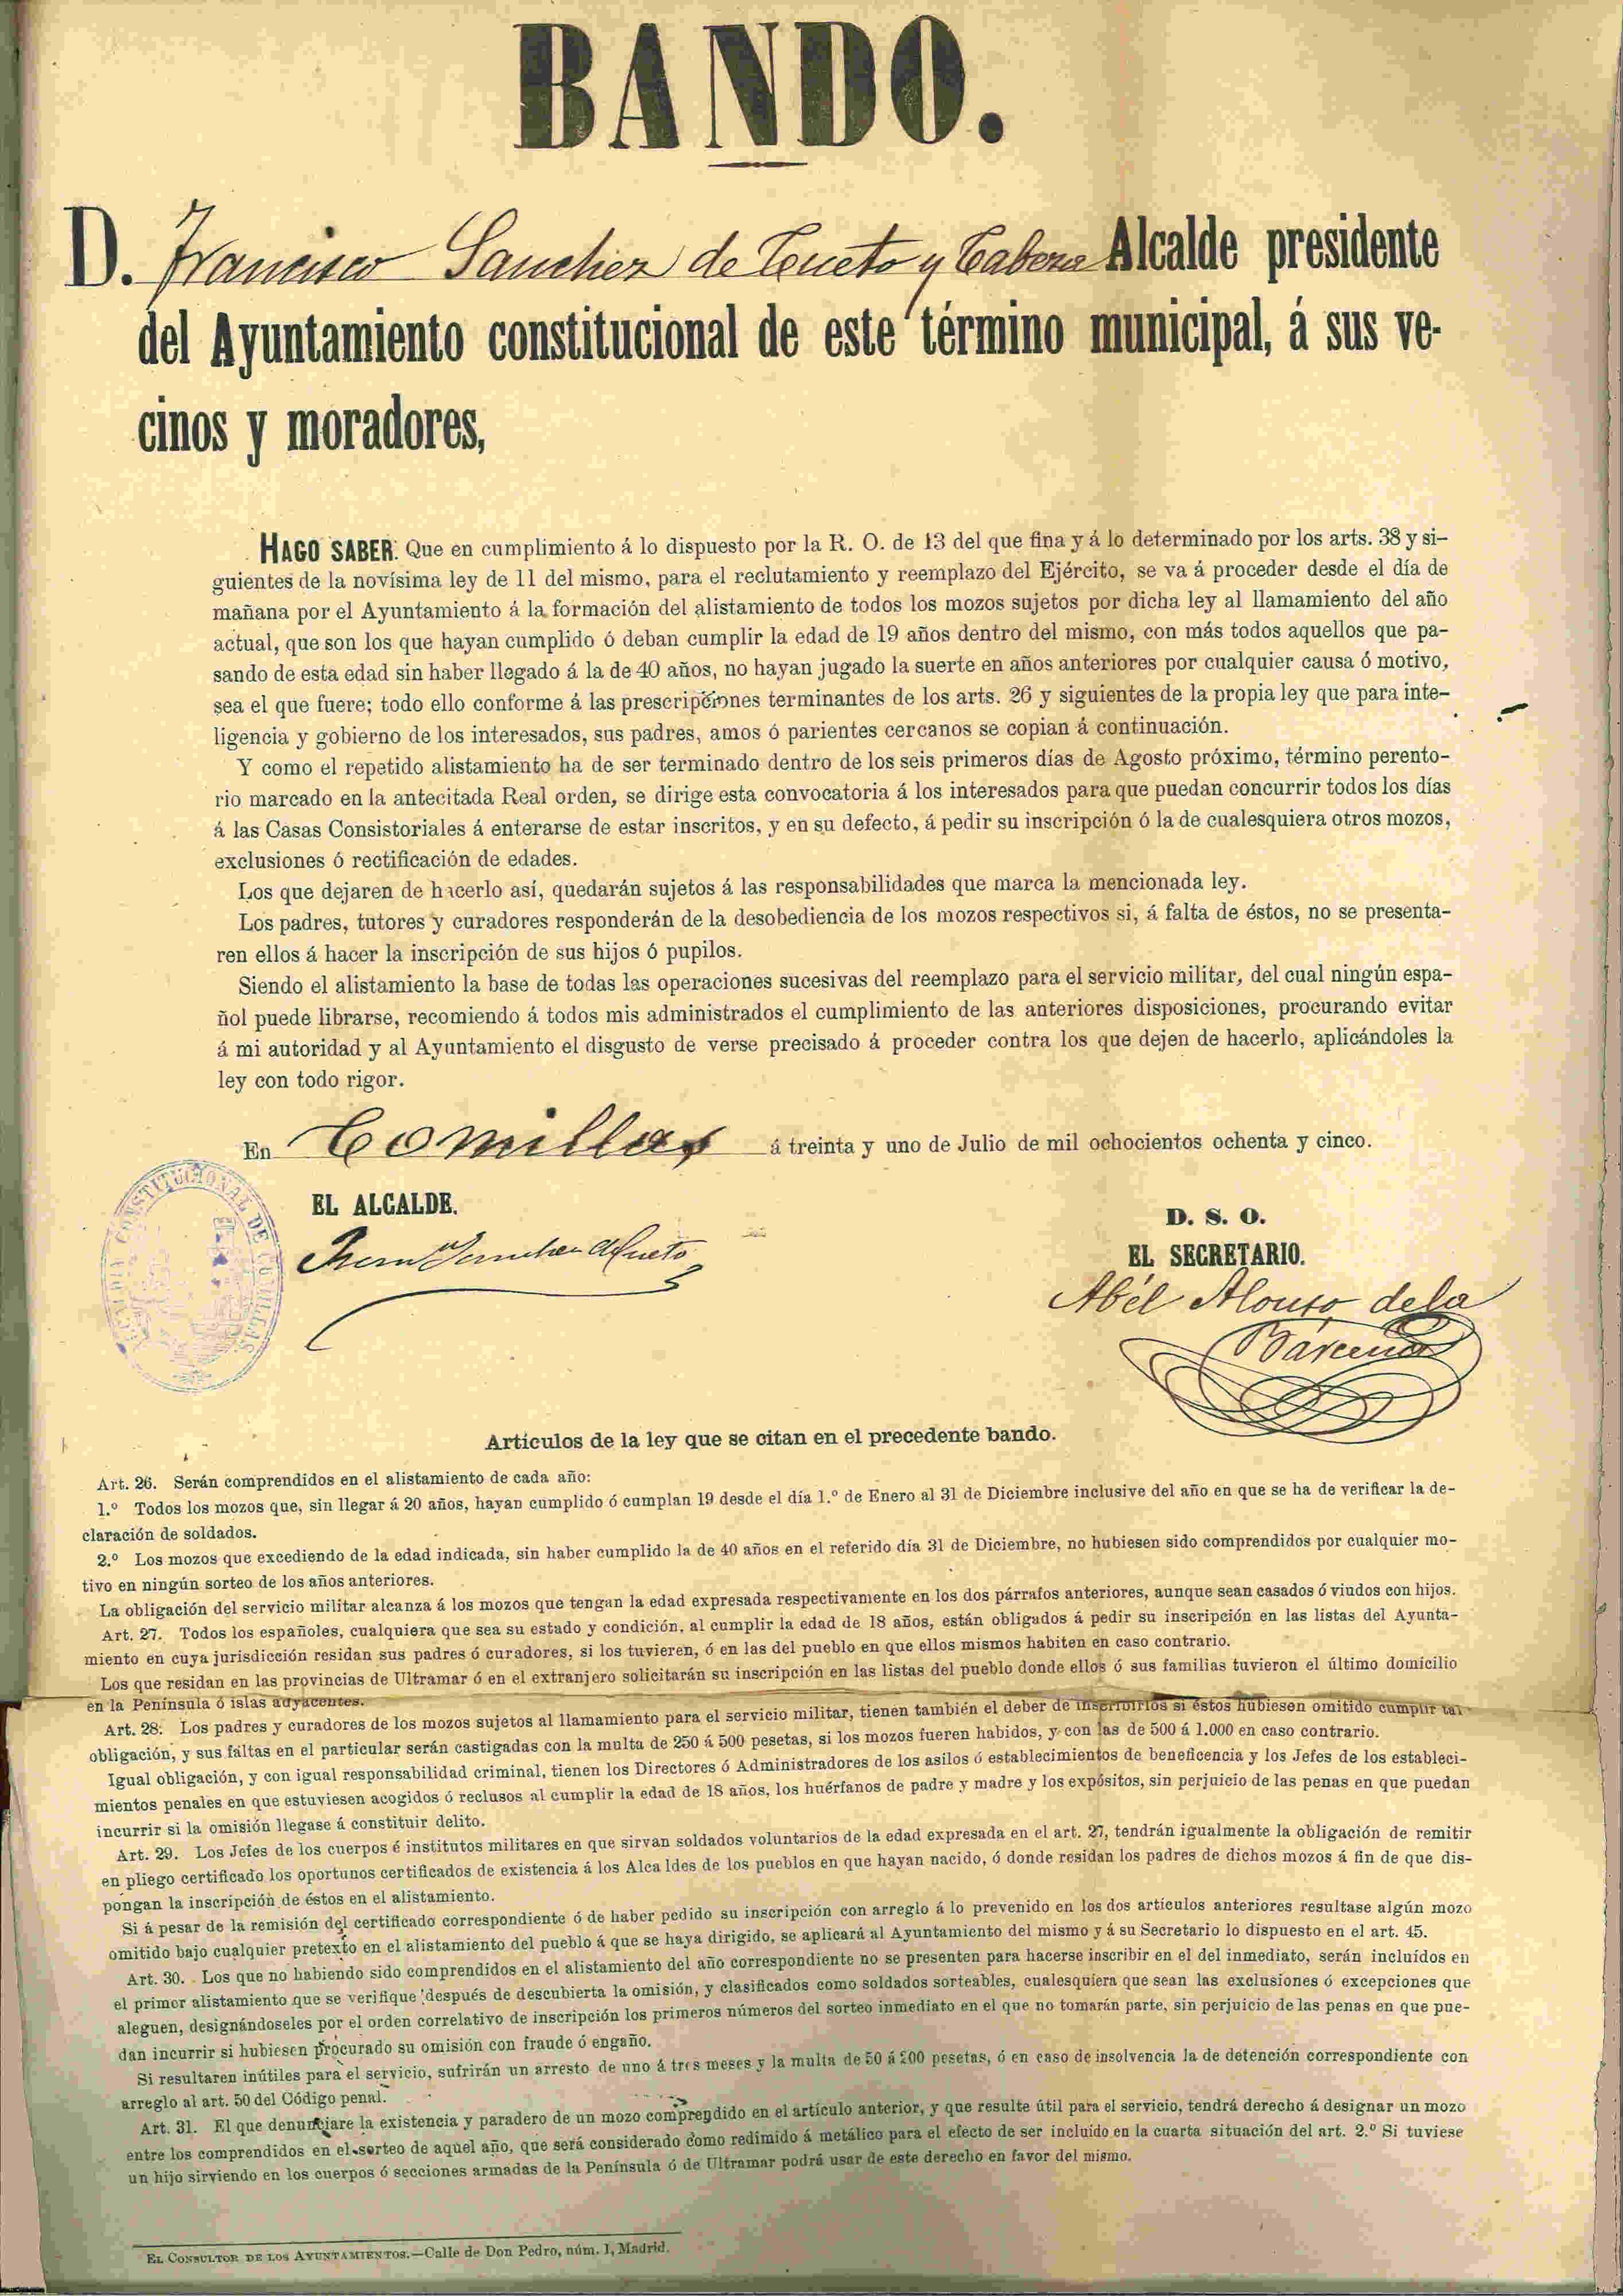 BANDO.
D. Francisco Sanchez de Cueto y Cabeza Alcalde presidente
del Ayuntamiento constitucional de este término municipal, á sus ve-
cinos y moradores,
HAGO SABER: Que en cumplimiento á lo dispuesto por la R. O. de 13 del que fina y á lo determinado por los arts. 38 y si-
guientes de la novísima ley de 11 del mismo, para el reclutamiento y reemplazo del Ejército, se va á proceder desde el día de
mañana por el Ayuntamiento á la formación del alistamiento de todos los mozos sujetos por dicha ley al llamamiento del año
actual, que son los que hayan cumplido ó deban cumplir la edad de 19 años dentro del mismo, con más todos aquellos que pa-
sando de esta edad sin haber llegado á la de 40 años, no hayan jugado la suerte en años anteriores por cualquier causa ó motivo,
sea el que fuere; todo ello conforme á las prescripciones terminantes de los arts. 26 y siguientes de la propia ley que para inte-
ligencia y gobierno de los interesados, sus padres, amos ó parientes cercanos se copian á continuación.
Y como el repetido alistamiento ha de ser terminado dentro de los seis primeros días de Agosto próximo, término perento-
rio marcado en la antecitada Real orden, se dirige esta convocatoria á los interesados para que puedan concurrir todos los días
á las Casas Consistoriales á enterarse de estar inscritos, y en su defecto, á pedir su inscripción ó la de cualesquiera otros mozos,
exclusiones ó rectificación de edades.
Los que dejaren de hacerlo así, quedarán sujetos á las responsabilidades que marca la mencionada ley.
Los padres, tutores y curadores responderán de la desobediencia de los mozos respectivos si, á falta de éstos, no se presenta-
ren ellos á hacer la inscripción de sus hijos ó pupilos.
Siendo el alistamiento la base de todas las operaciones sucesivas del reemplazo para el servicio militar, del cual ningún espa-
ñol puede librarse, recomiendo á todos mis administrados el cumplimiento de las anteriores disposiciones, procurando evitar
á mi autoridad y al Ayuntamiento el disgusto de verse precisado á proceder contra los que dejen de hacerlo, aplicándoles la
ley con todo rigor.
En Comillas á treinta y uno de Julio de mil ochocientos ochenta y cinco.
CONSTITUCIONAL DE COMILLAS
EL ALCALDE.
Sanchez de Cueto
D. S. O.
EL SECRETARIO.
Abél Alonso de la
Bárcena
Artículos de la ley que se citan en el precedente bando.
Art. 26. Serán comprendidos en el alistamiento de cada año:
1.º Todos los mozos que, sin llegar á 20 años, hayan cumplido ó cumplan 19 desde el día 1.º de Enero al 31 de Diciembre inclusive del año en que se ha de verificar la de-
claración de soldados.
2.º Los mozos que excediendo de la edad indicada, sin haber cumplido la de 40 años en el referido día 31 de Diciembre, no hubiesen sido comprendidos por cualquier mo-
tivo en ningún sorteo de los años anteriores.
La obligación del servicio militar alcanza á los mozos que tengan la edad expresada respectivamente en los dos párrafos anteriores, aunque sean casados ó viudos con hijos.
Art. 27. Todos los españoles, cualquiera que sea su estado y condición, al cumplir la edad de 18 años, están obligados á pedir su inscripción en las listas del Ayunta-
miento en cuya jurisdicción residan sus padres ó curadores, si los tuvieren, ó en las del pueblo en que ellos mismos habiten en caso contrario.
Los que residan en las provincias de Ultramar ó en el extranjero solicitarán su inscripción en las listas del pueblo donde ellos ó sus familias tuvieron el último domicilio
en la Península ó islas adyacentes.
Art. 28. Los padres y curadores de los mozos sujetos al llamamiento para el servicio militar, tienen también el deber de inscribirlos si éstos hubiesen omitido cumplir tal
obligación, y sus faltas en el particular serán castigadas con la multa de 250 á 500 pesetas, si los mozos fueren habidos, y con las de 500 á 1.000 en caso contrario.
Igual obligación, y con igual responsabilidad criminal, tienen los Directores ó Administradores de los asilos ó establecimientos de beneficencia y los Jefes de los estableci-
mientos penales en que estuviesen acogidos ó reclusos al cumplir la edad de 18 años, los huérfanos de padre y madre y los expósitos, sin perjuicio de las penas en que puedan
incurrir si la omisión llegase á constituir delito.
Art. 29. Los Jefes de los cuerpos é institutos militares en que sirvan soldados voluntarios de la edad expresada en el art. 27, tendrán igualmente la obligación de remitir
en pliego certificado los oportunos certificados de existencia á los Alcaldes de los pueblos en que hayan nacido, ó donde residan los padres de dichos mozos á fin de que dis-
pongan la inscripción de éstos en el alistamiento.
Si á pesar de la remisión del certificado correspondiente ó de haber pedido su inscripción con arreglo á lo prevenido en los dos artículos anteriores resultase algún mozo
omitido bajo cualquier pretexto en el alistamiento del pueblo á que se haya dirigido, se aplicará al Ayuntamiento del mismo y á su Secretario lo dispuesto en el art. 45.
Art. 30. Los que no habiendo sido comprendidos en el alistamiento del año correspondiente no se presenten para hacerse inscribir en el del inmediato, serán incluídos en
el primer alistamiento que se verifique después de descubierta la omisión, y clasificados como soldados sorteables, cualesquiera que sean las exclusiones ó excepciones que
aleguen, designándoseles por el orden correlativo de inscripción los primeros números del sorteo inmediato en el que no tomarán parte, sin perjuicio de las penas en que pue-
dan incurrir si hubiesen procurado su omisión con fraude ó engaño.
Si resultaren inútiles para el servicio, sufrirán un arresto de uno á tres meses y la multa de 50 á 200 pesetas, ó en caso de insolvencia la de detención correspondiente con
arreglo al art. 50 del Código penal.
Art. 31. El que denunciare la existencia y paradero de un mozo comprendido en el artículo anterior, y que resulte útil para el servicio, tendrá derecho á designar un mozo
entre los comprendidos en el sorteo de aquel año, que será considerado como redimido á metálico para el efecto de ser incluído en la cuarta situación del art. 2.º Si tuviese
un hijo sirviendo en los cuerpos ó secciones armadas de la Península ó de Ultramar podrá usar de este derecho en favor del mismo.
EL CONSULTOR DE LOS AYUNTAMIENTOS.—Calle de Don Pedro, núm. 1, Madrid.